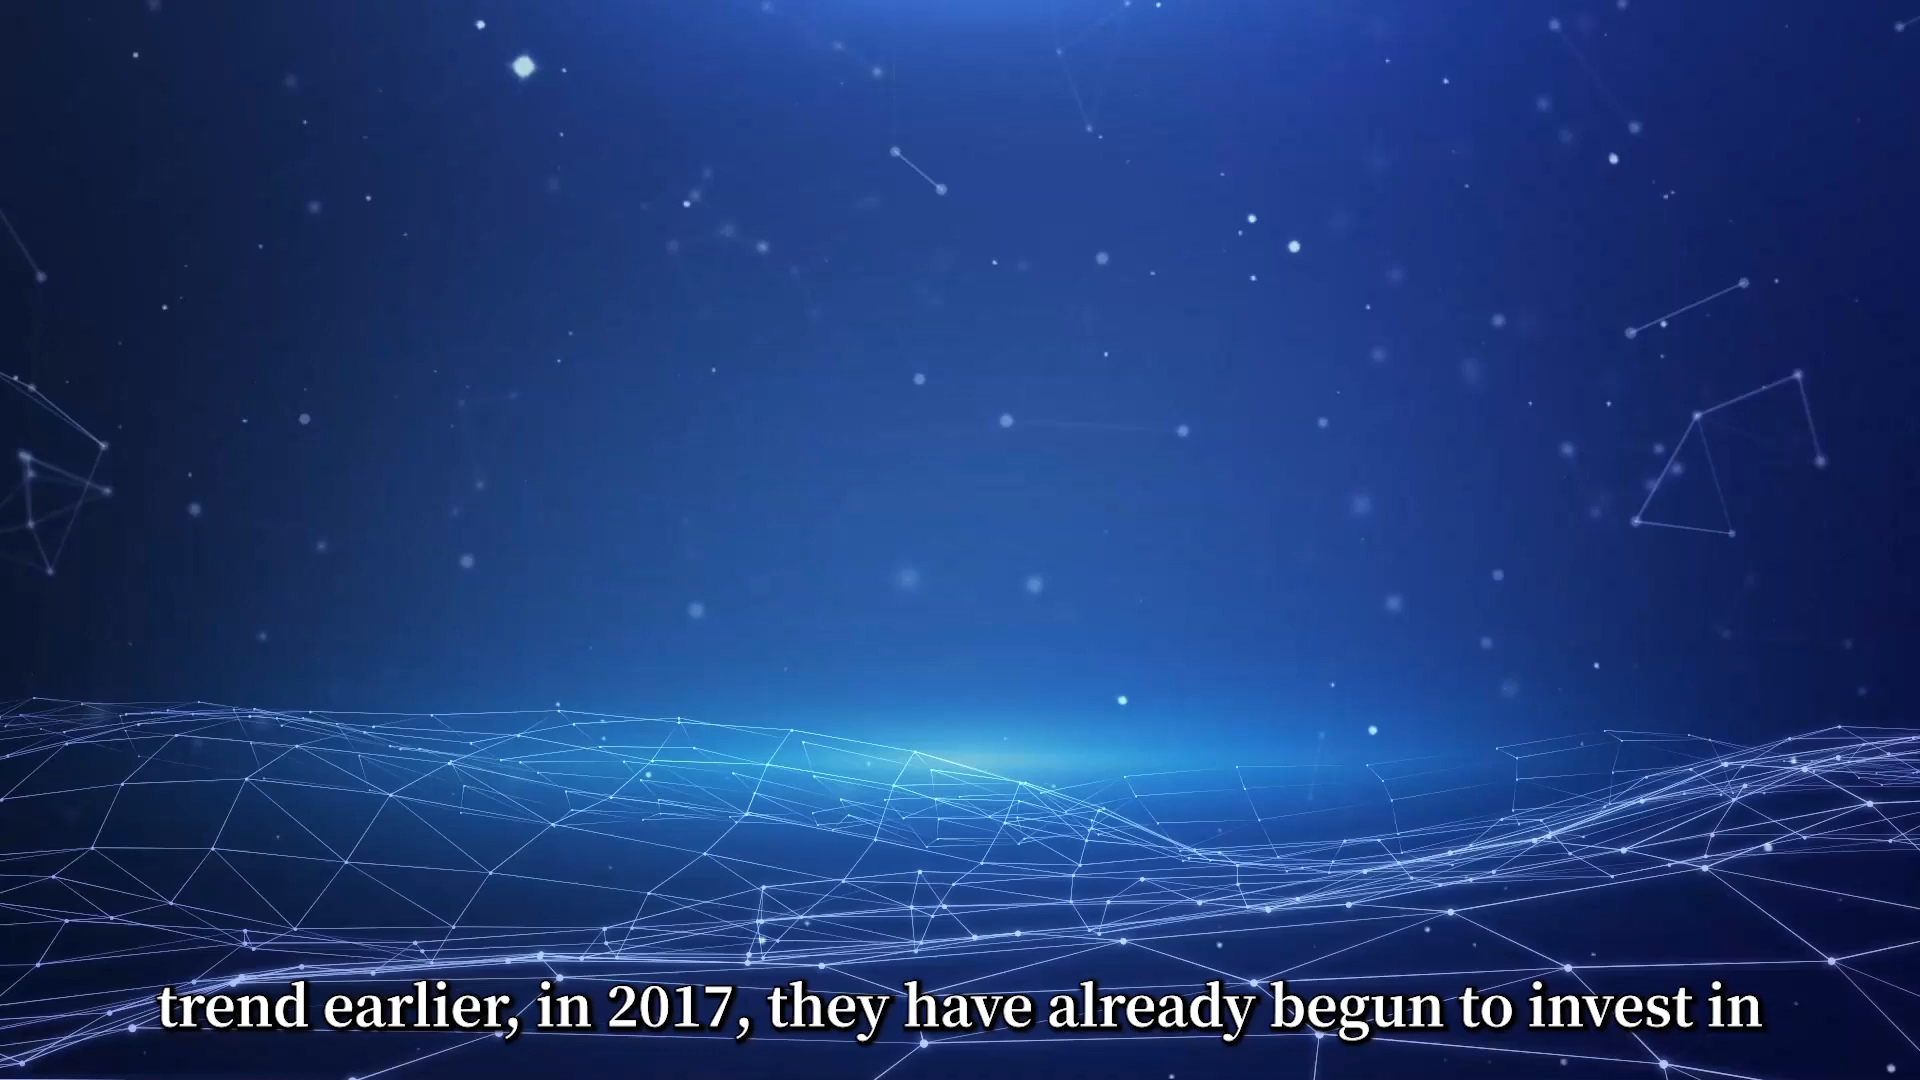 trend earlier, in 2017, they have already begun to invest in